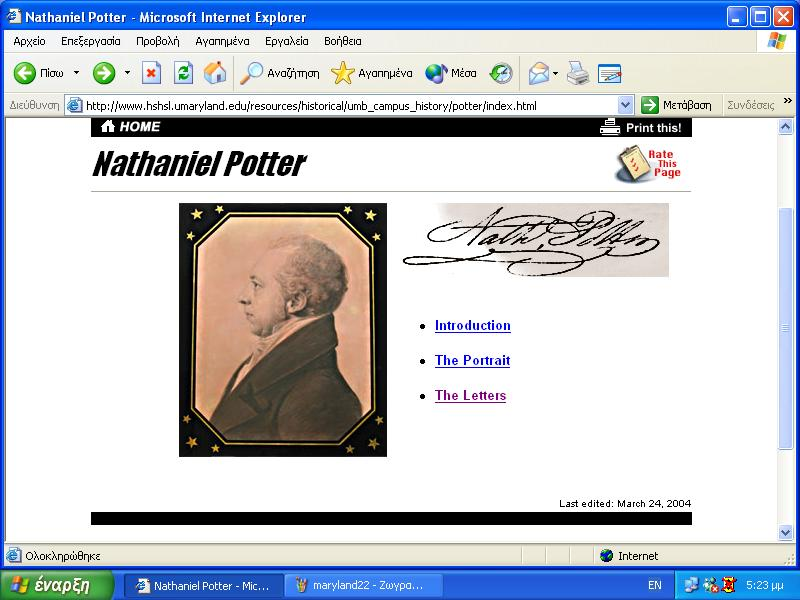 Nathaniel Potter - Microsoft Internet Explorer
Αρχείο Επεξεργασία Προβολή Αγαπημένα Εργαλεία Βοήθεια
Πίσω Αναζήτηση Αγαπημένα Μέσα
Διεύθυνση http://www.hshsl.umaryland.edu/resources/historical/umb_campus_history/potter/index.html Μετάβαση Συνδέσεις »
HOME Print this!
Nathaniel Potter
Rate
This
Page
Nath. Potter
Introduction
The Portrait
The Letters
Last edited: March 24, 2004
Ολοκληρώθηκε Internet
έναρξη Nathaniel Potter - Mic... maryland22 - Ζωγρα... EN 5:23 μμ